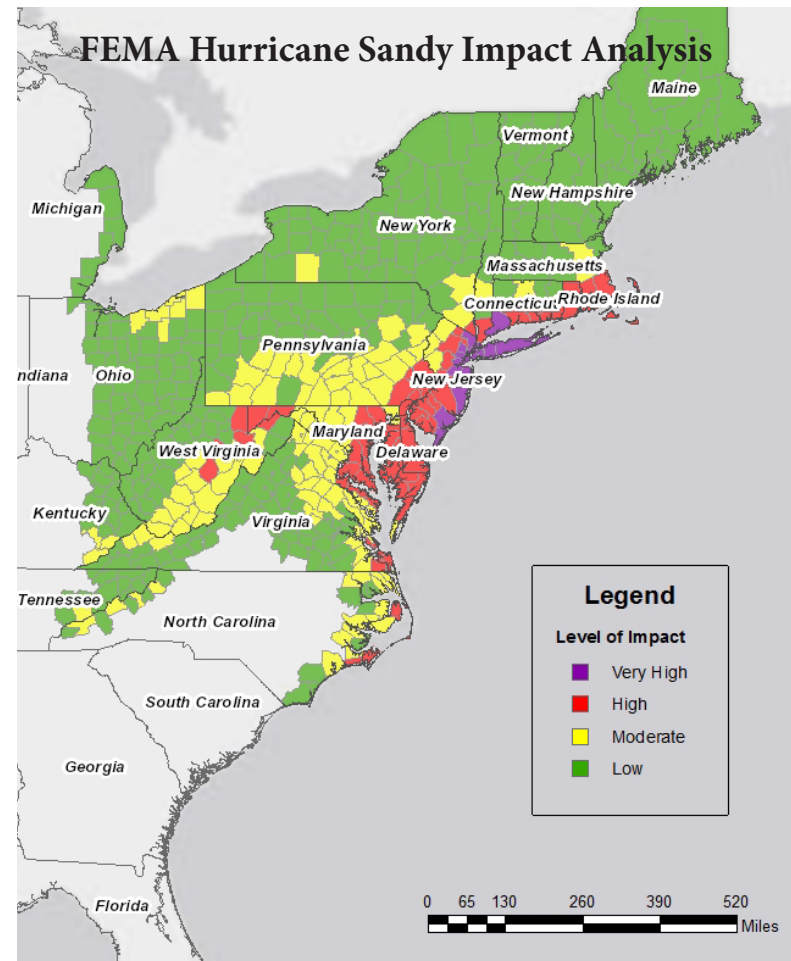 FEMA Hurricane Sandy Impact Analysis
Maine
Vermont
New Hampshire
Michigan
New York
Massachusetts
Connecticut
Rhode Island
Pennsylvania
ndiana
Ohio
New Jersey
Maryland
West Virginia
Delaware
Kentucky
Virginia
Tennessee
North Carolina
South Carolina
Georgia
Florida
Legend
Level of Impact
Very High
High
Moderate
Low
0 65 130 260 390 520
Miles